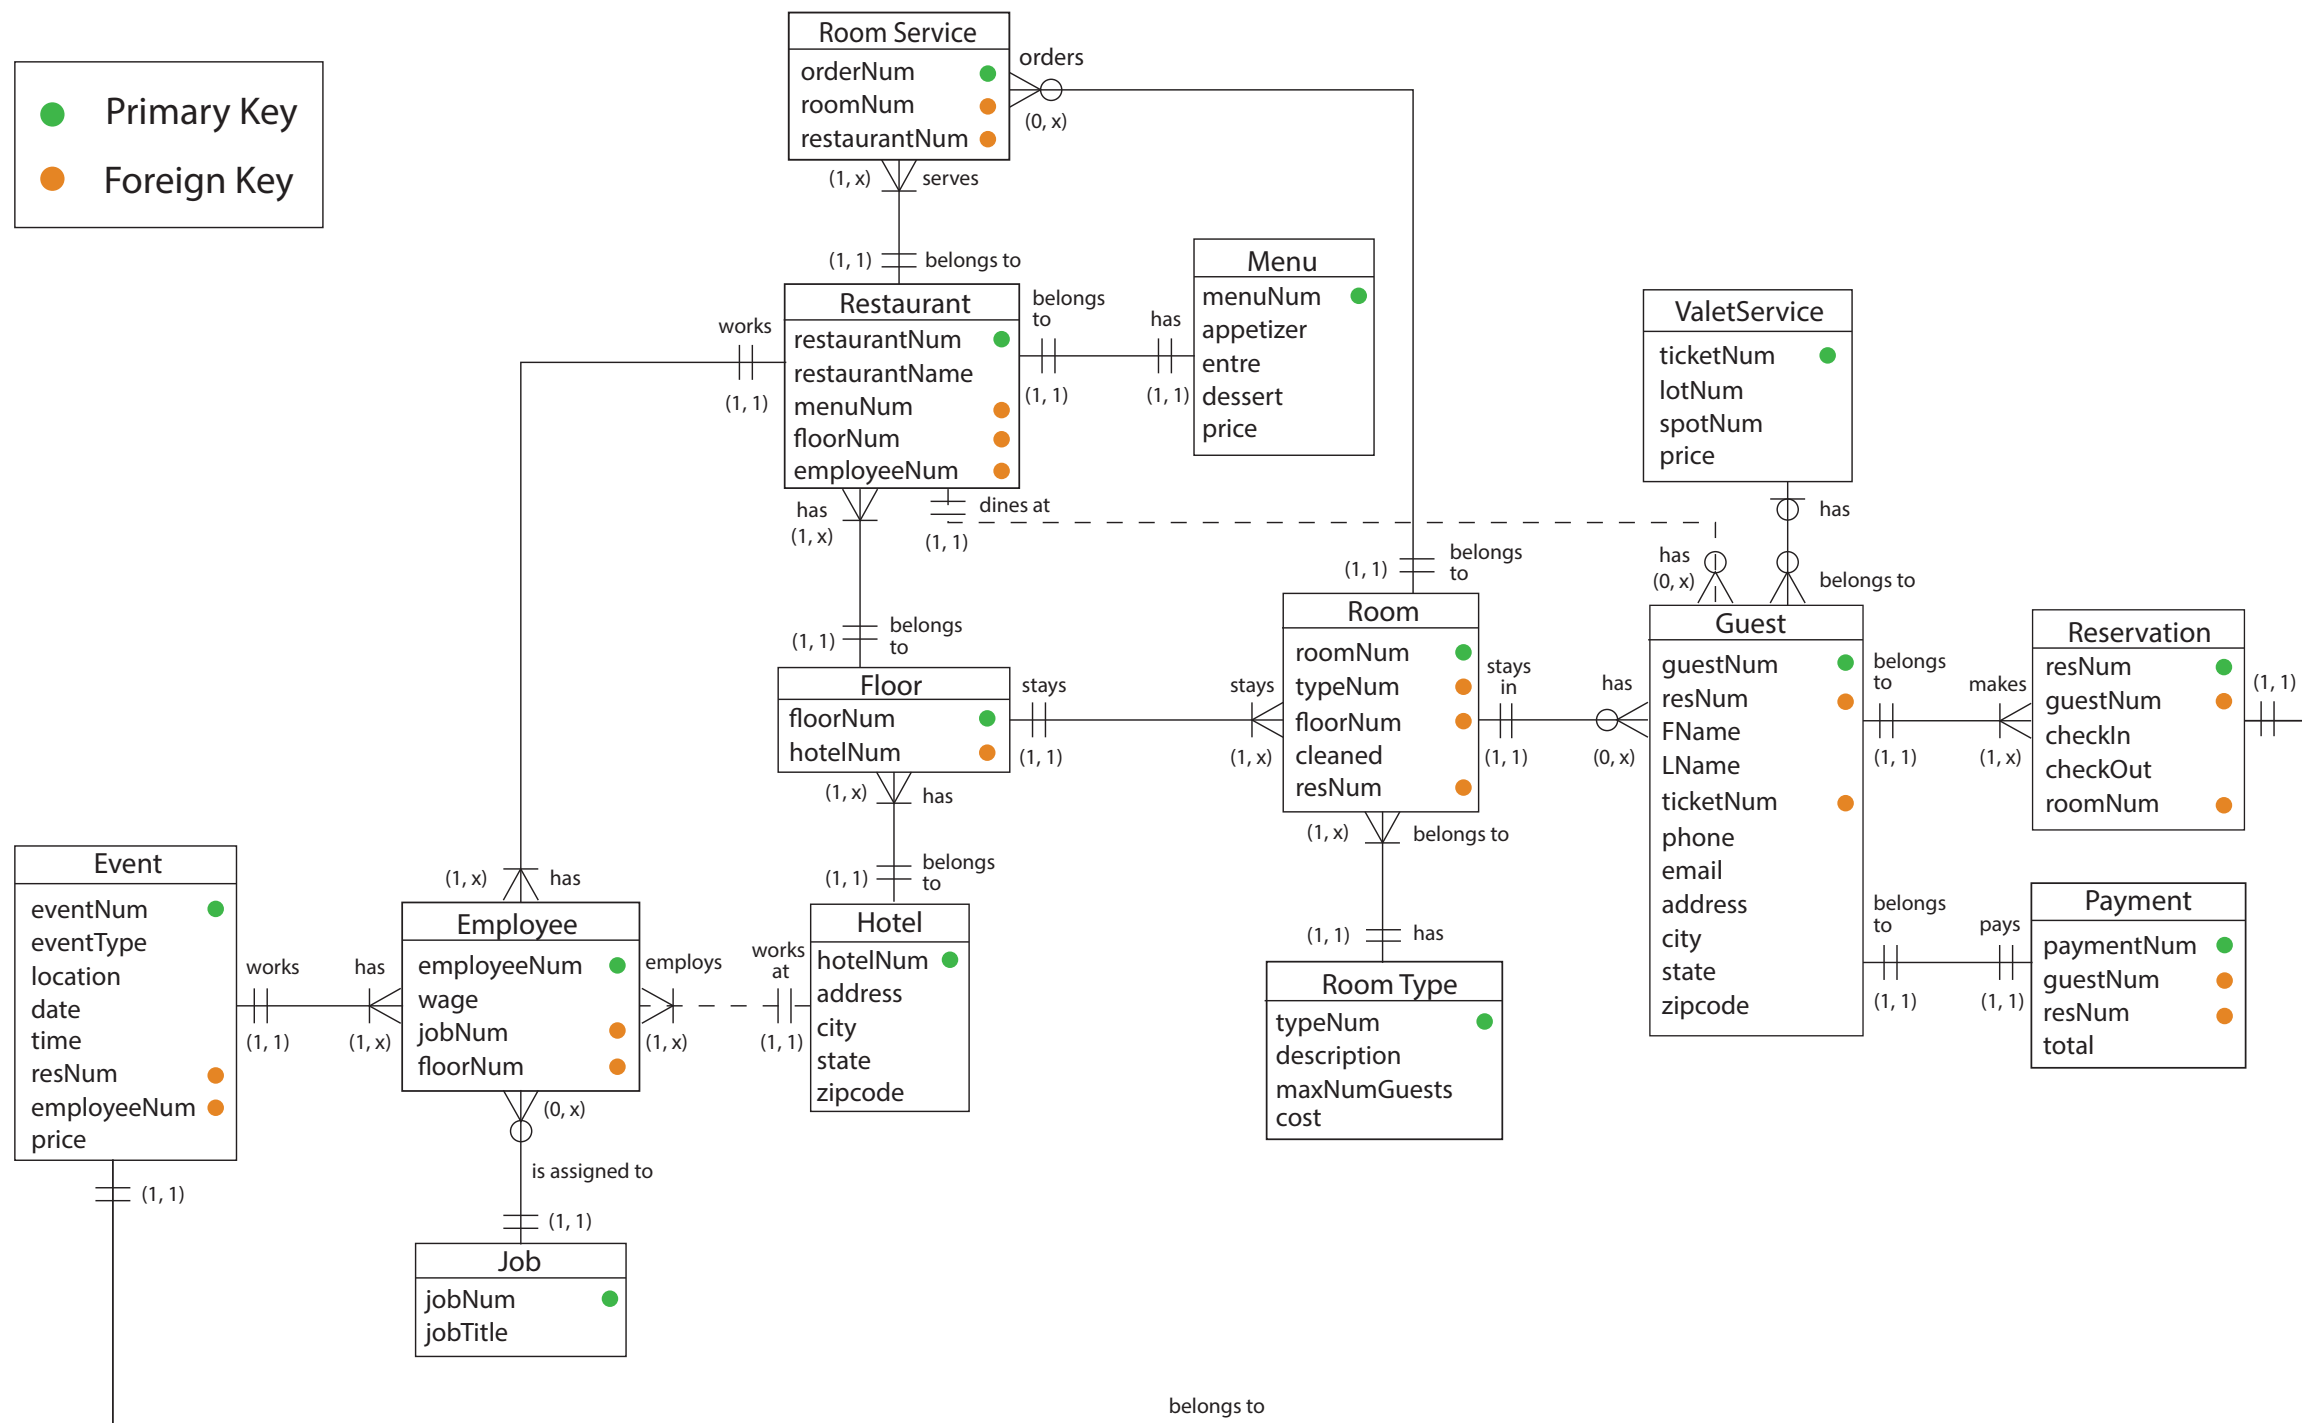 Primary Key
Foreign Key
Room Service
orderNum
roomNum
restaurantNum
orders
(0, x)
(1, x)
serves
(1, 1)
belongs to
Restaurant
restaurantNum
restaurantName
menuNum
floorNum
employeeNum
works
(1, 1)
belongs
to
(1, 1)
has
(1, 1)
Menu
menuNum
appetizer
entre
dessert
price
ValetService
ticketNum
lotNum
spotNum
price
has
belongs to
has
(1, x)
dines at
(1, 1)
has
(0, x)
(1, 1)
belongs
to
(1, 1)
belongs
to
Floor
floorNum
hotelNum
stays
(1, 1)
stays
(1, x)
Room
roomNum
typeNum
floorNum
cleaned
resNum
stays
in
(1, 1)
has
(0, x)
Guest
guestNum
resNum
FName
LName
ticketNum
phone
email
address
city
state
zipcode
belongs
to
(1, 1)
makes
(1, x)
Reservation
resNum
guestNum
checkIn
checkOut
roomNum
(1, 1)
belongs
to
(1, 1)
pays
(1, 1)
Payment
paymentNum
guestNum
resNum
total
(1, x)
has
(1, 1)
belongs
to
(1, x)
belongs to
(1, 1)
has
Room Type
typeNum
description
maxNumGuests
cost
Event
eventNum
eventType
location
date
time
resNum
employeeNum
price
works
(1, 1)
has
(1, x)
(1, x)
has
Employee
employeeNum
wage
jobNum
floorNum
employs
(1, x)
works
at
(1, 1)
Hotel
hotelNum
address
city
state
zipcode
(0, x)
is assigned to
(1, 1)
(1, 1)
Job
jobNum
jobTitle
belongs to